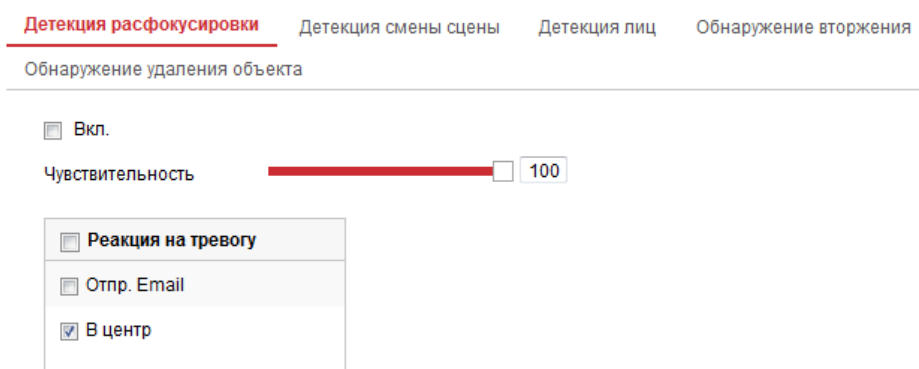 Детекция расфокусировки Детекция смены сцены Детекция лиц Обнаружение вторжения
Обнаружение удаления объекта
Вкл.
Чувствительность 100
Реакция на тревогу
Отпр. Email
В центр